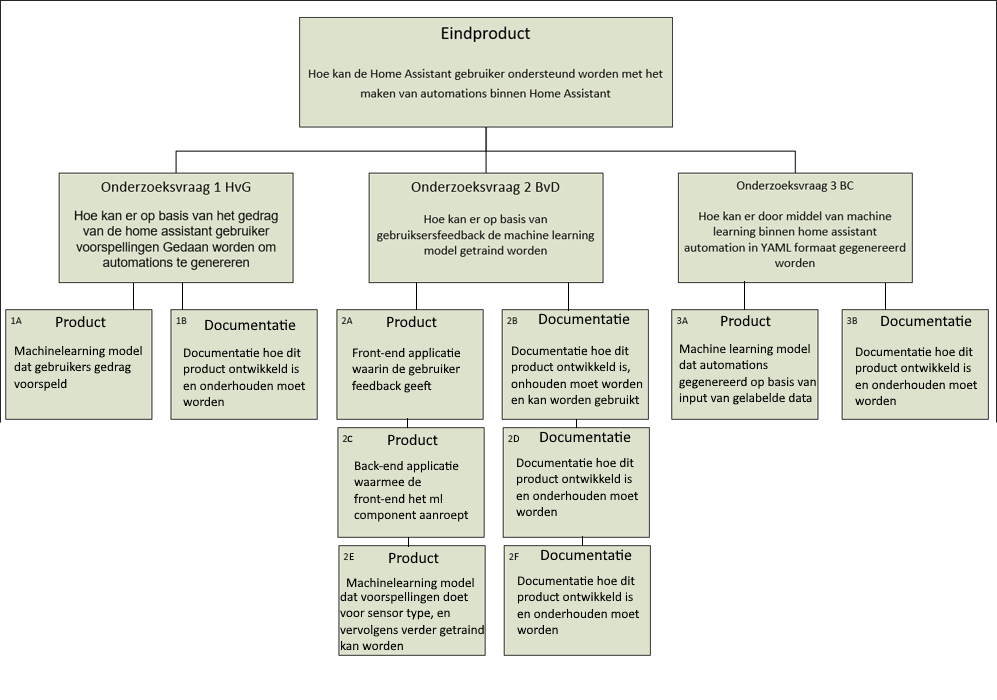 Eindproduct
Hoe kan de Home Assistant gebruiker ondersteund worden met het
maken van automations binnen Home Assistant
Onderzoeksvraag 1 HvG
Hoe kan er op basis van het gedrag
van de home assistant gebruiker
voorspellingen Gedaan worden om
automations te genereren
Onderzoeksvraag 2 BvD
Hoe kan er op basis van
gebruiksersfeedback de machine learning
model getraind worden
Onderzoeksvraag 3 BC
Hoe kan er door middel van machine
learning binnen home assistant
automation in YAML formaat gegenereerd
worden
1A Product
Machinelearning model
dat gebruikers gedrag
voorspeld
1B Documentatie
Documentatie hoe dit
product ontwikkeld is
en onderhouden moet
worden
2A Product
Front-end applicatie
waarin de gebruiker
feedback geeft
2B Documentatie
Documentatie hoe dit
product ontwikkeld is,
onhouden moet worden
en kan worden gebruikt
3A Product
Machine learning model
dat automations
gegenereerd op basis van
input van gelabelde data
3B Documentatie
Documentatie hoe dit
product ontwikkeld is
en onderhouden moet
worden
2C Product
Back-end applicatie
waarmee de
front-end het ml
component aanroept
2D Documentatie
Documentatie hoe dit
product ontwikkeld is
en onderhouden moet
worden
2E Product
Machinelearning model
dat voorspellingen doet
voor sensor type, en
vervolgens verder getraind
kan worden
2F Documentatie
Documentatie hoe dit
product ontwikkeld is
en onderhouden moet
worden